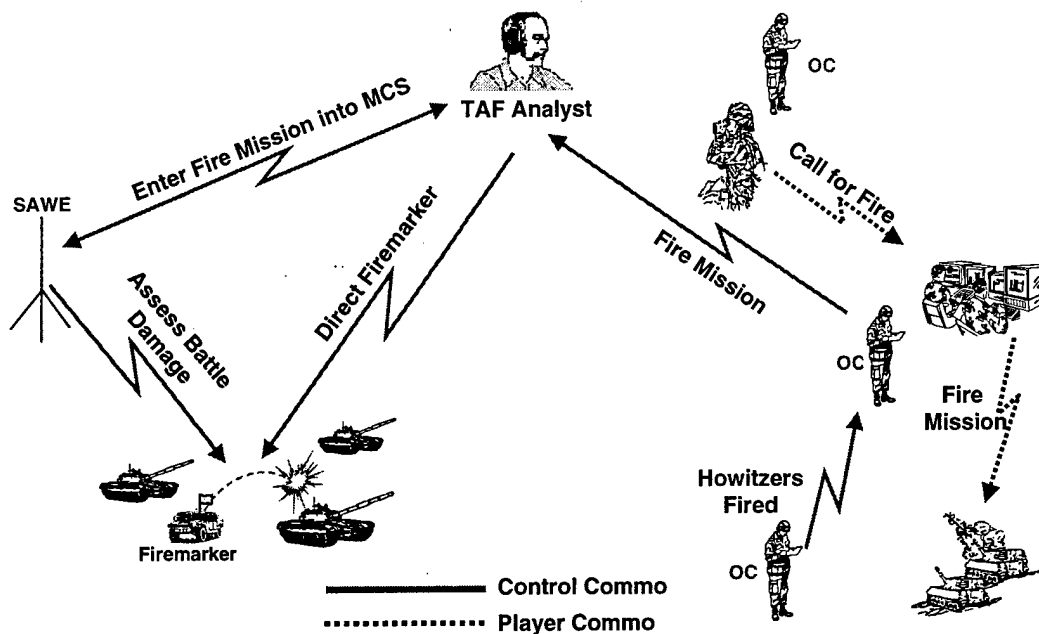 OC
TAF Analyst
Enter Fire Mission into MCS
Call for Fire
SAWE
Direct Firemarker
Fire Mission
Assess Battle
Damage
OC
Fire
Mission
Howitzers
Fired
Firemarker
OC
Control Commo
Player Commo